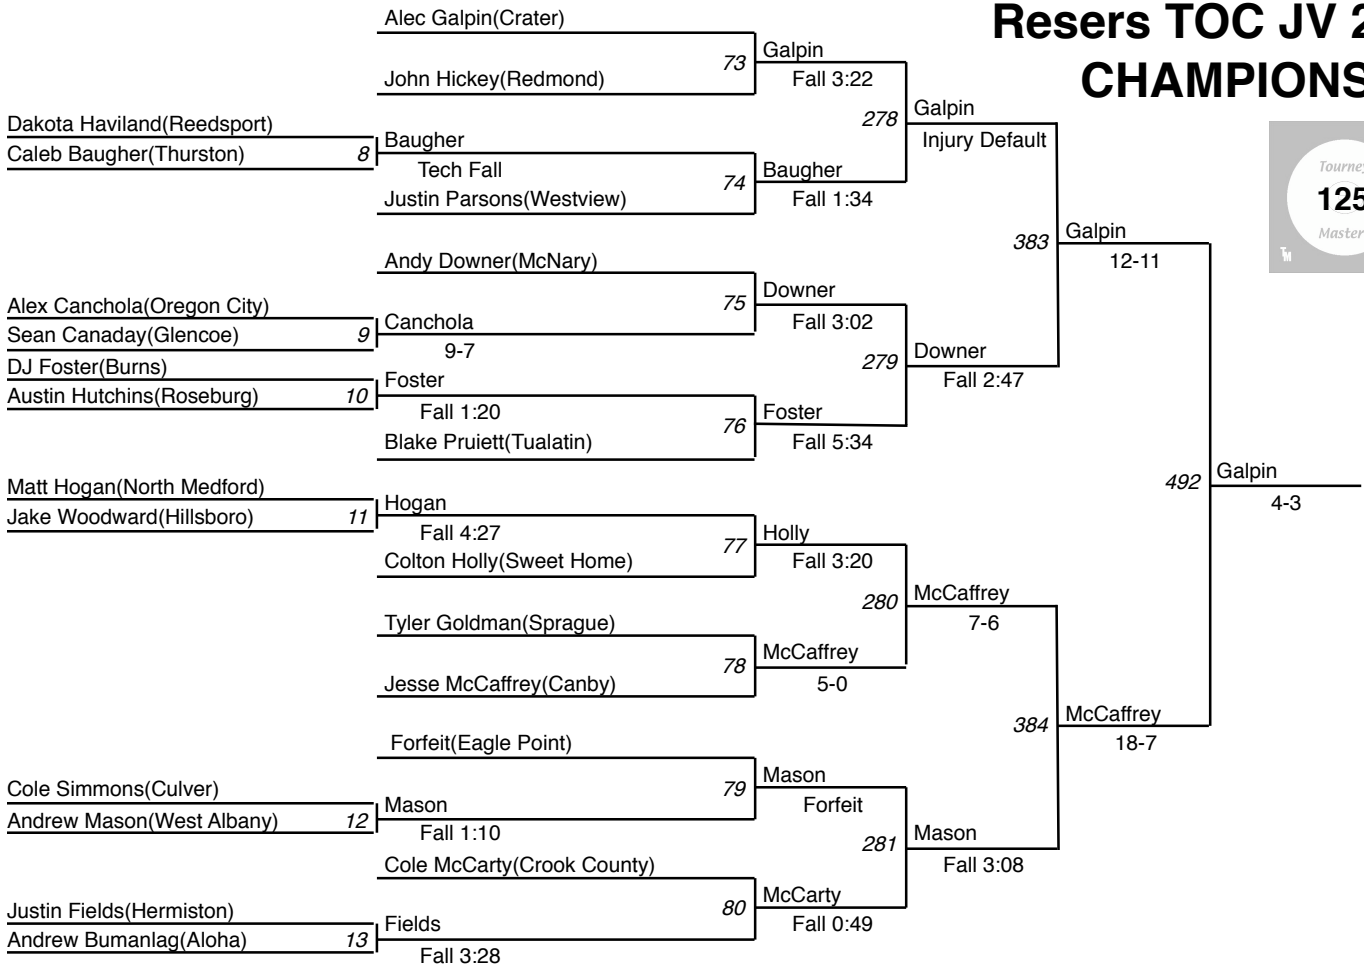 Resers TOC JV 2
CHAMPIONS
Tourne
125
Master
TM
Alec Galpin(Crater)
73
Galpin
Fall 3:22
John Hickey(Redmond)
278
Galpin
Injury Default
Dakota Haviland(Reedsport)
Caleb Baugher(Thurston)
8
Baugher
Tech Fall
74
Baugher
Fall 1:34
Justin Parsons(Westview)
383
Galpin
12-11
Andy Downer(McNary)
75
Downer
Fall 3:02
Alex Canchola(Oregon City)
Sean Canaday(Glencoe)
9
Canchola
9-7
279
Downer
Fall 2:47
DJ Foster(Burns)
Austin Hutchins(Roseburg)
10
Foster
Fall 1:20
76
Foster
Fall 5:34
Blake Pruiett(Tualatin)
492
Galpin
4-3
Matt Hogan(North Medford)
Jake Woodward(Hillsboro)
11
Hogan
Fall 4:27
77
Holly
Fall 3:20
Colton Holly(Sweet Home)
280
McCaffrey
7-6
Tyler Goldman(Sprague)
78
McCaffrey
5-0
Jesse McCaffrey(Canby)
384
McCaffrey
18-7
Forfeit(Eagle Point)
79
Mason
Forfeit
Cole Simmons(Culver)
Andrew Mason(West Albany)
12
Mason
Fall 1:10
281
Mason
Fall 3:08
Cole McCarty(Crook County)
80
McCarty
Fall 0:49
Justin Fields(Hermiston)
Andrew Bumanlag(Aloha)
13
Fields
Fall 3:28